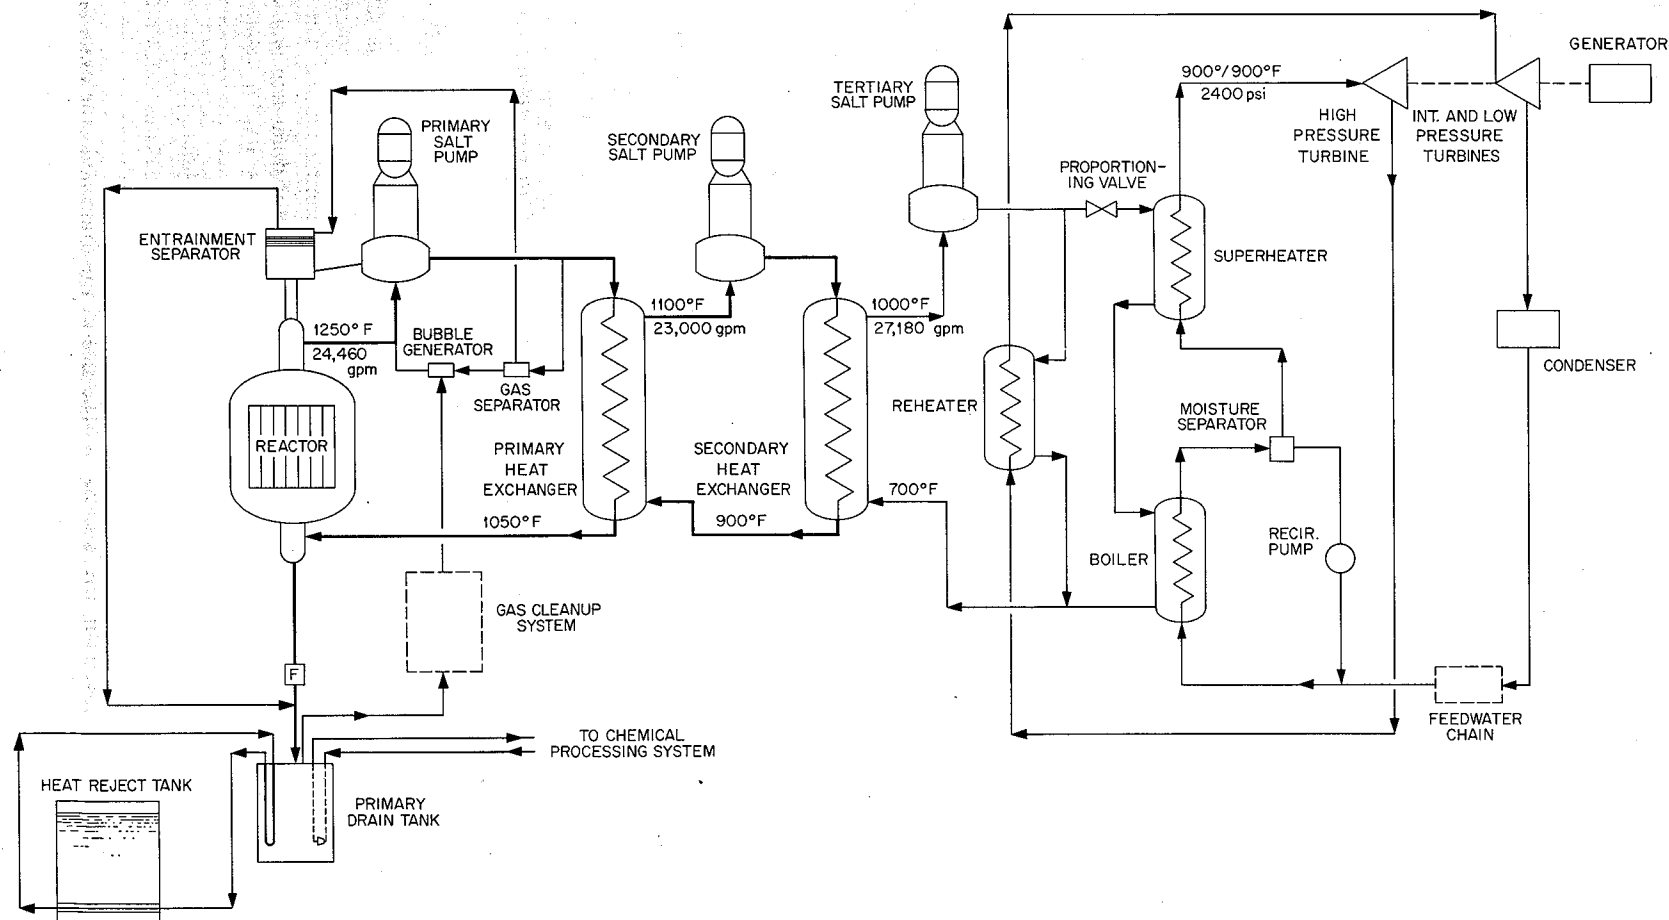 GENERATOR
900°/900°F
2400 psi
HIGH
PRESSURE
TURBINE
INT. AND LOW
PRESSURE
TURBINES
TERTIARY
SALT PUMP
PRIMARY
SALT
PUMP
SECONDARY
SALT PUMP
PROPORTION-
ING VALVE
ENTRAINMENT
SEPARATOR
SUPERHEATER
1250°F
24,460
gpm
BUBBLE
GENERATOR
GAS
SEPARATOR
1100°F
23,000 gpm
1000°F
27,180 gpm
CONDENSER
REHEATER
MOISTURE
SEPARATOR
REACTOR
PRIMARY
HEAT
EXCHANGER
SECONDARY
HEAT
EXCHANGER
700°F
1050°F
900°F
RECIR.
PUMP
BOILER
GAS CLEANUP
SYSTEM
F
FEEDWATER
CHAIN
TO CHEMICAL
PROCESSING SYSTEM
HEAT REJECT TANK
PRIMARY
DRAIN TANK